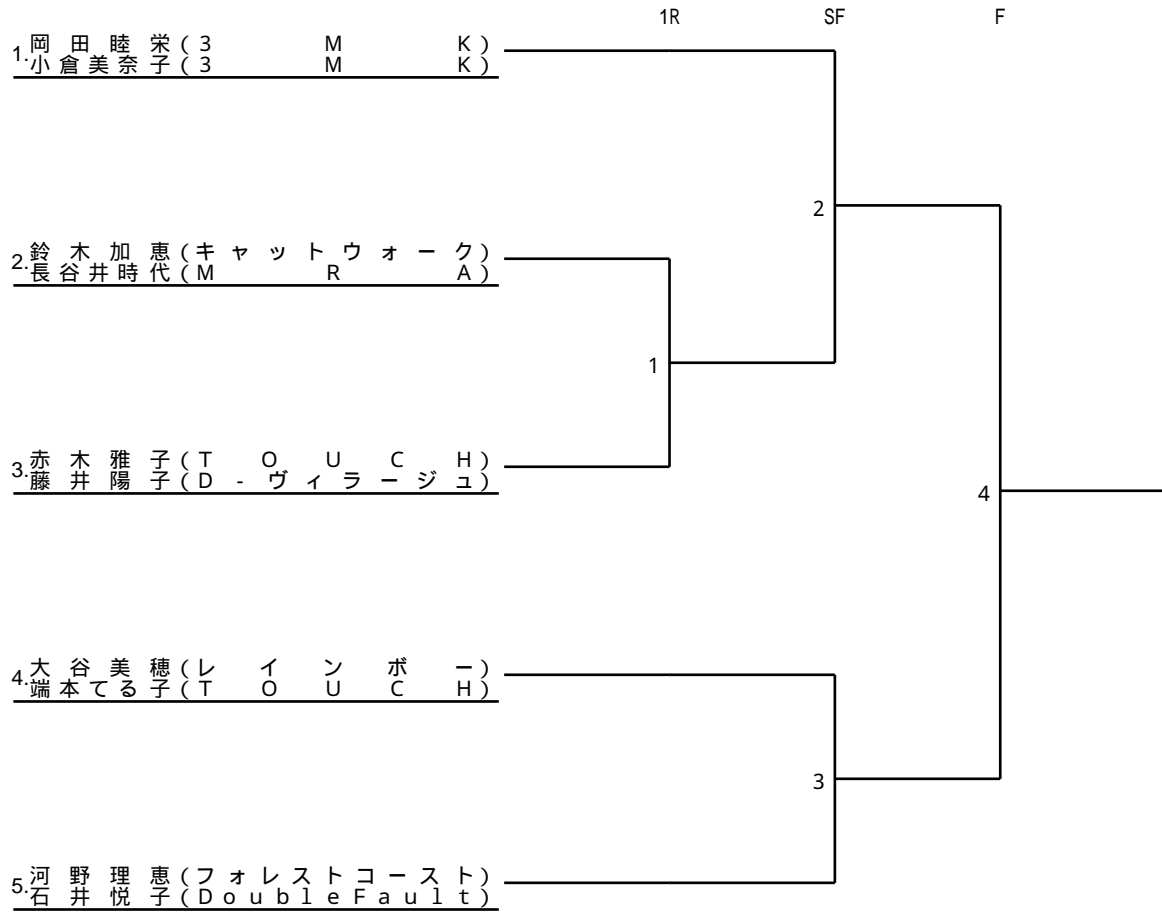 1R SF F
1. 岡田睦栄(3MK)
小倉美奈子(3MK)
2
2. 鈴木加恵(キャットウォーク)
長谷井時代(MRA)
1
3. 赤木雅子(TOUCH)
藤井陽子(D-ヴィラージュ)
4
4. 大谷美穂(レインボー)
端本てる子(TOUCH)
3
5. 河野理恵(フォレストコースト)
石井悦子(DoubleFault)